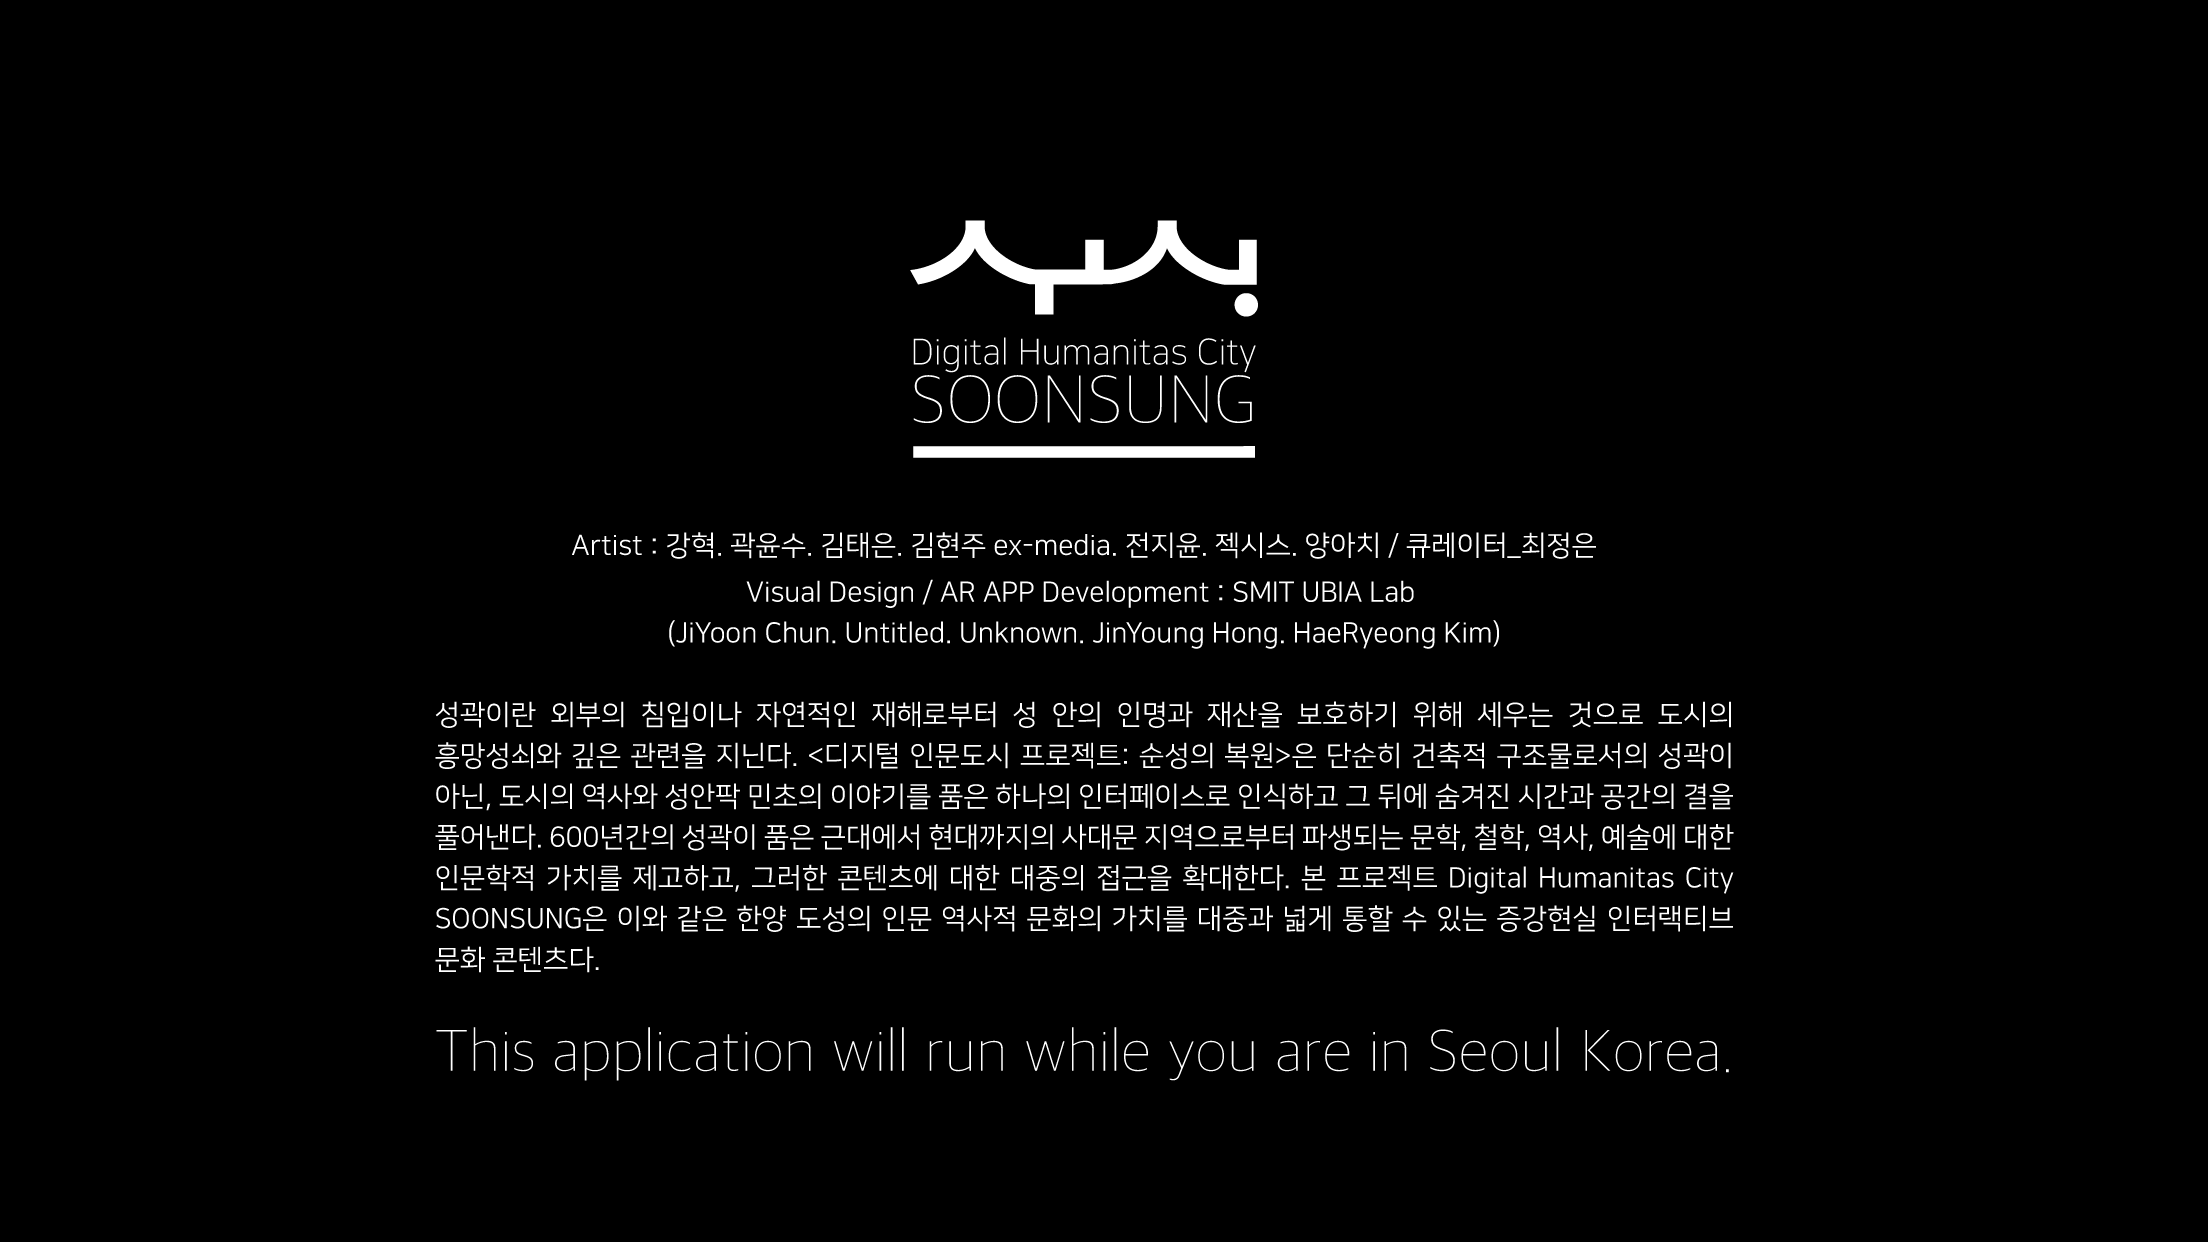 순성
Digital Humanitas City
SOONSUNG
Artist : 강혁. 곽윤수. 김태은. 김현주 ex-media. 전지윤. 젝시스. 양아치 / 큐레이터_최정은
Visual Design / AR APP Development : SMIT UBIA Lab
(JiYoon Chun. Untitled. Unknown. JinYoung Hong. HaeRyeong Kim)
성곽이란 외부의 침입이나 자연적인 재해로부터 성 안의 인명과 재산을 보호하기 위해 세우는 것으로 도시의
흥망성쇠와 깊은 관련을 지닌다. <디지털 인문도시 프로젝트: 순성의 복원>은 단순히 건축적 구조물로서의 성곽이
아닌, 도시의 역사와 성안팍 민초의 이야기를 품은 하나의 인터페이스로 인식하고 그 뒤에 숨겨진 시간과 공간의 결을
풀어낸다. 600년간의 성곽이 품은 근대에서 현대까지의 사대문 지역으로부터 파생되는 문학, 철학, 역사, 예술에 대한
인문학적 가치를 제고하고, 그러한 콘텐츠에 대한 대중의 접근을 확대한다. 본 프로젝트 Digital Humanitas City
SOONSUNG은 이와 같은 한양 도성의 인문 역사적 문화의 가치를 대중과 넓게 통할 수 있는 증강현실 인터랙티브
문화 콘텐츠다.
This application will run while you are in Seoul Korea.